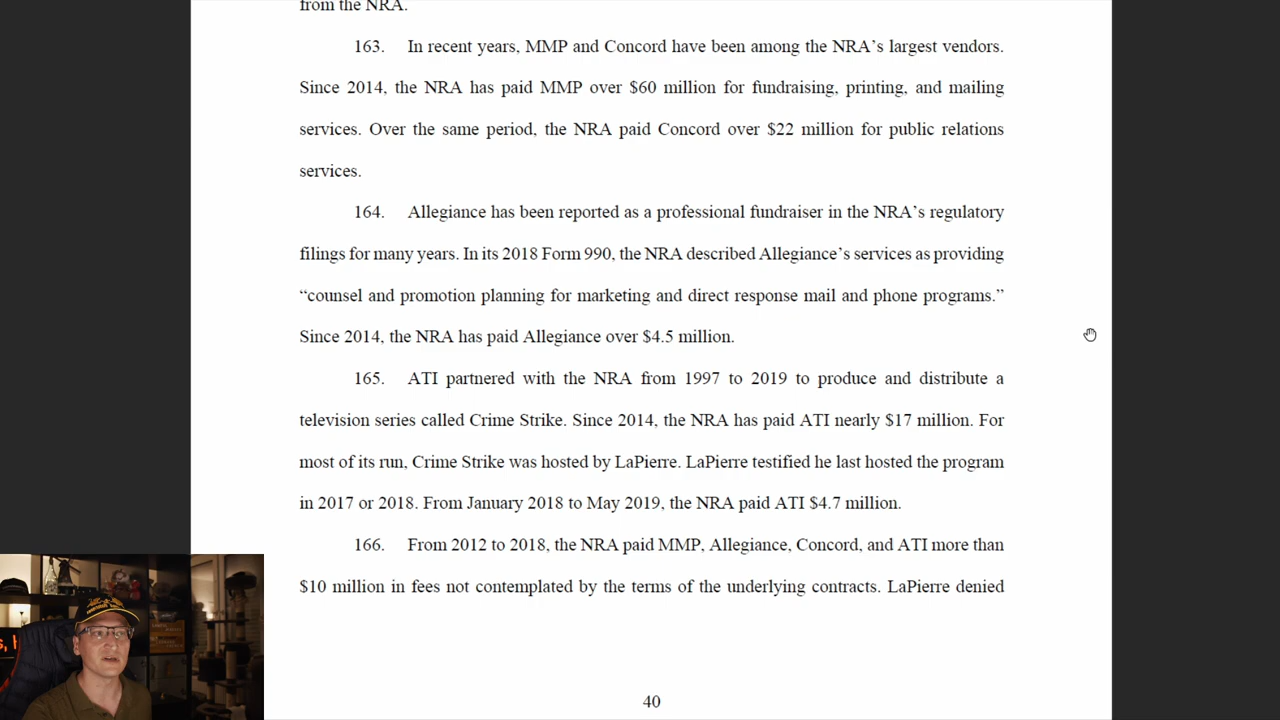 from the NRA.
163. In recent years, MMP and Concord have been among the NRA’s largest vendors.
Since 2014, the NRA has paid MMP over $60 million for fundraising, printing, and mailing
services. Over the same period, the NRA paid Concord over $22 million for public relations
services.
164. Allegiance has been reported as a professional fundraiser in the NRA’s regulatory
filings for many years. In its 2018 Form 990, the NRA described Allegiance’s services as providing
“counsel and promotion planning for marketing and direct response mail and phone programs.”
Since 2014, the NRA has paid Allegiance over $4.5 million.
165. ATI partnered with the NRA from 1997 to 2019 to produce and distribute a
television series called Crime Strike. Since 2014, the NRA has paid ATI nearly $17 million. For
most of its run, Crime Strike was hosted by LaPierre. LaPierre testified he last hosted the program
in 2017 or 2018. From January 2018 to May 2019, the NRA paid ATI $4.7 million.
166. From 2012 to 2018, the NRA paid MMP, Allegiance, Concord, and ATI more than
$10 million in fees not contemplated by the terms of the underlying contracts. LaPierre denied
40